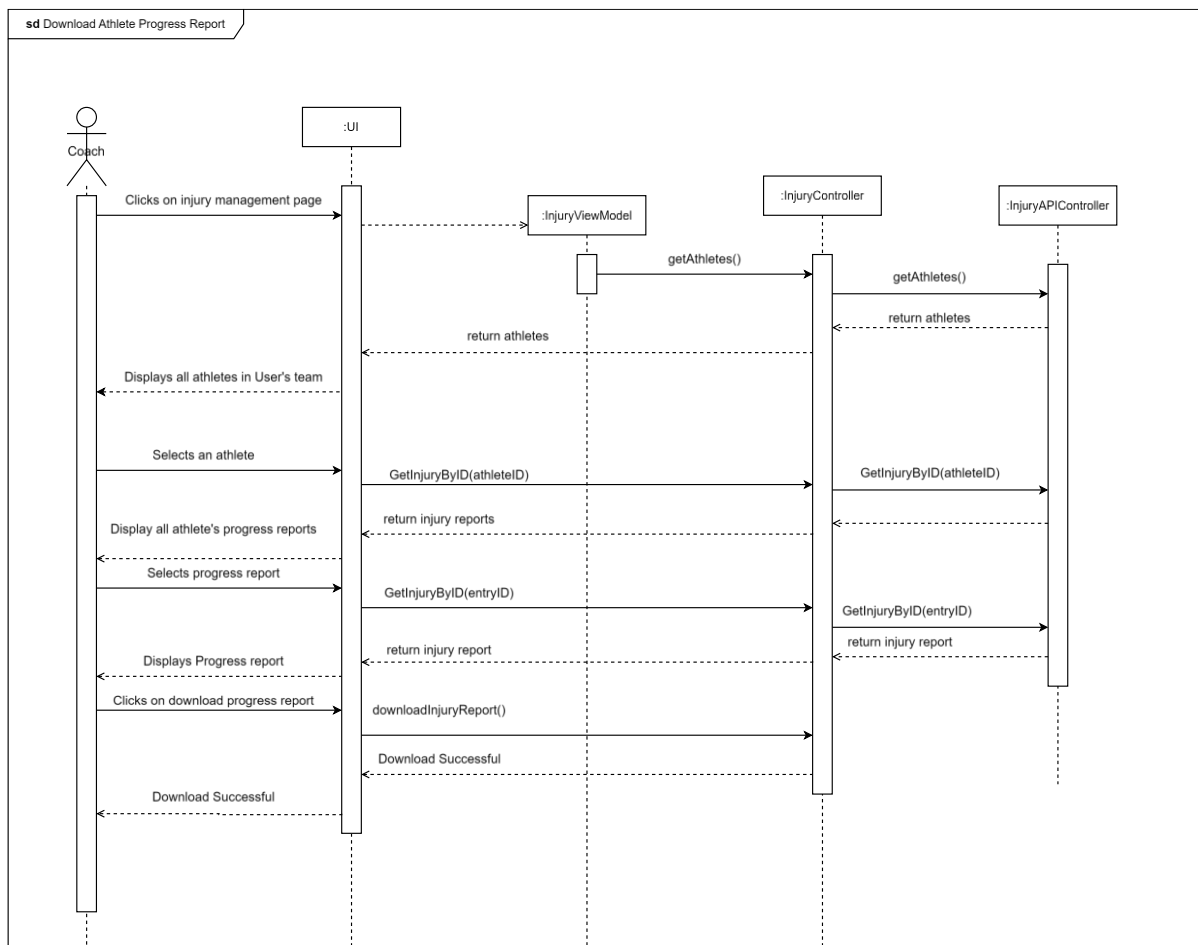 sd Download Athlete Progress Report
:UI
Coach
:InjuryViewModel
:InjuryController
:InjuryAPIController
Clicks on injury management page
getAthletes()
getAthletes()
return athletes
return athletes
Displays all athletes in User's team
Selects an athlete
GetInjuryByID(athleteID)
GetInjuryByID(athleteID)
return injury reports
Display all athlete's progress reports
Selects progress report
GetInjuryByID(entryID)
GetInjuryByID(entryID)
return injury report
return injury report
Displays Progress report
Clicks on download progress report
downloadInjuryReport()
Download Successful
Download Successful